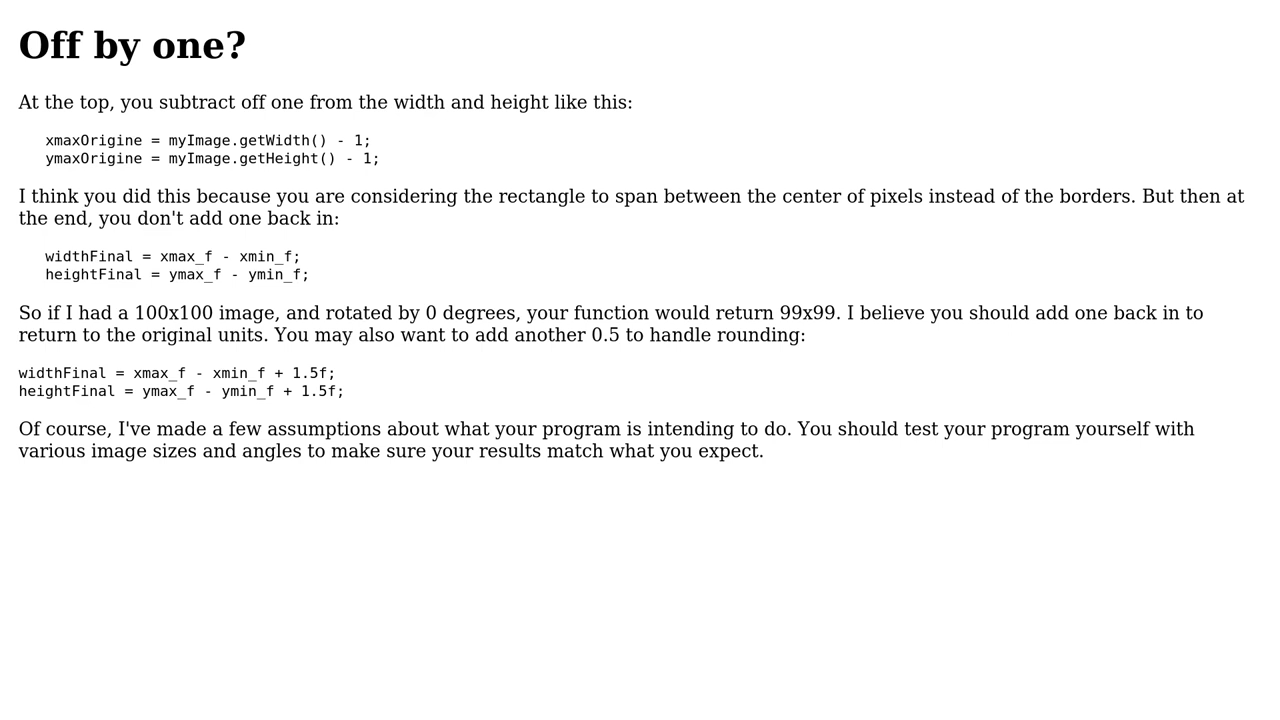 Off by one?
At the top, you subtract off one from the width and height like this:
xmaxOrigine = myImage.getWidth() - 1;
ymaxOrigine = myImage.getHeight() - 1;
I think you did this because you are considering the rectangle to span between the center of pixels instead of the borders. But then at
the end, you don't add one back in:
widthFinal = xmax_f - xmin_f;
heightFinal = ymax_f - ymin_f;
So if I had a 100x100 image, and rotated by 0 degrees, your function would return 99x99. I believe you should add one back in to
return to the original units. You may also want to add another 0.5 to handle rounding:
widthFinal = xmax_f - xmin_f + 1.5f;
heightFinal = ymax_f - ymin_f + 1.5f;
Of course, I've made a few assumptions about what your program is intending to do. You should test your program yourself with
various image sizes and angles to make sure your results match what you expect.